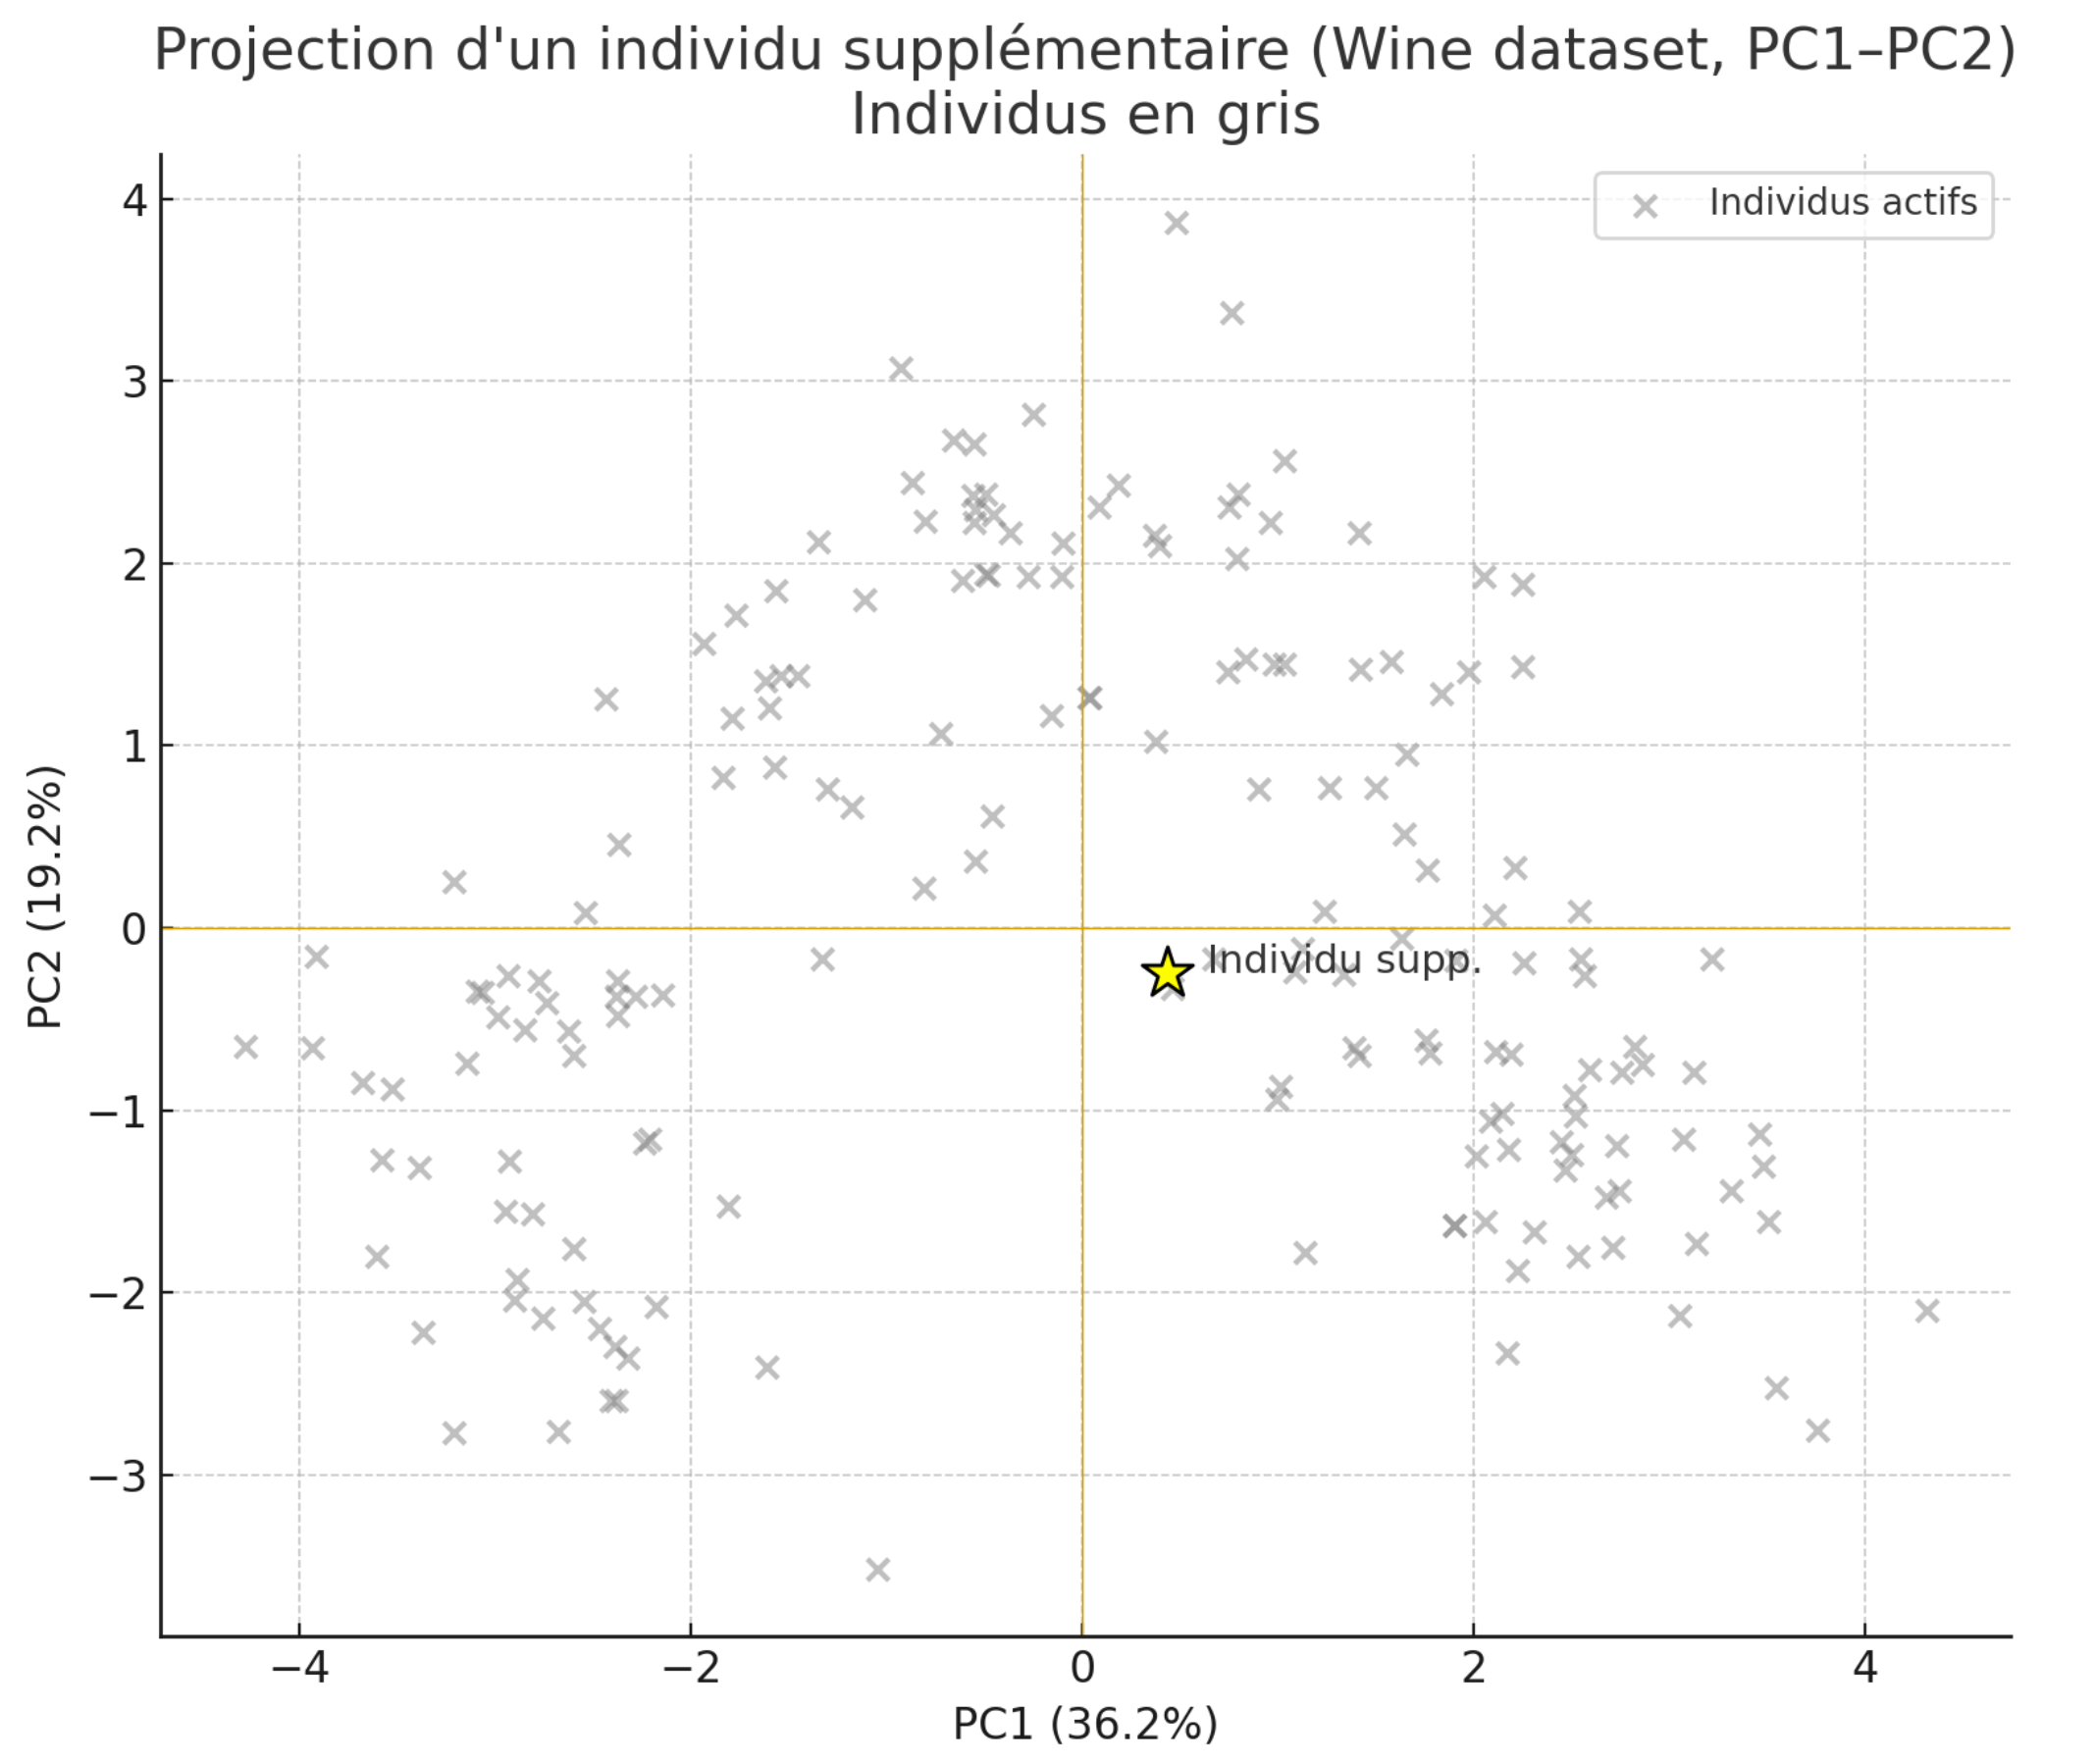 Projection d'un individu supplémentaire (Wine dataset, PC1–PC2)
Individus en gris
Individus actifs
4
3
2
1
0
−1
−2
−3
PC2 (19.2%)
Individu supp.
−4
−2
0
2
4
PC1 (36.2%)